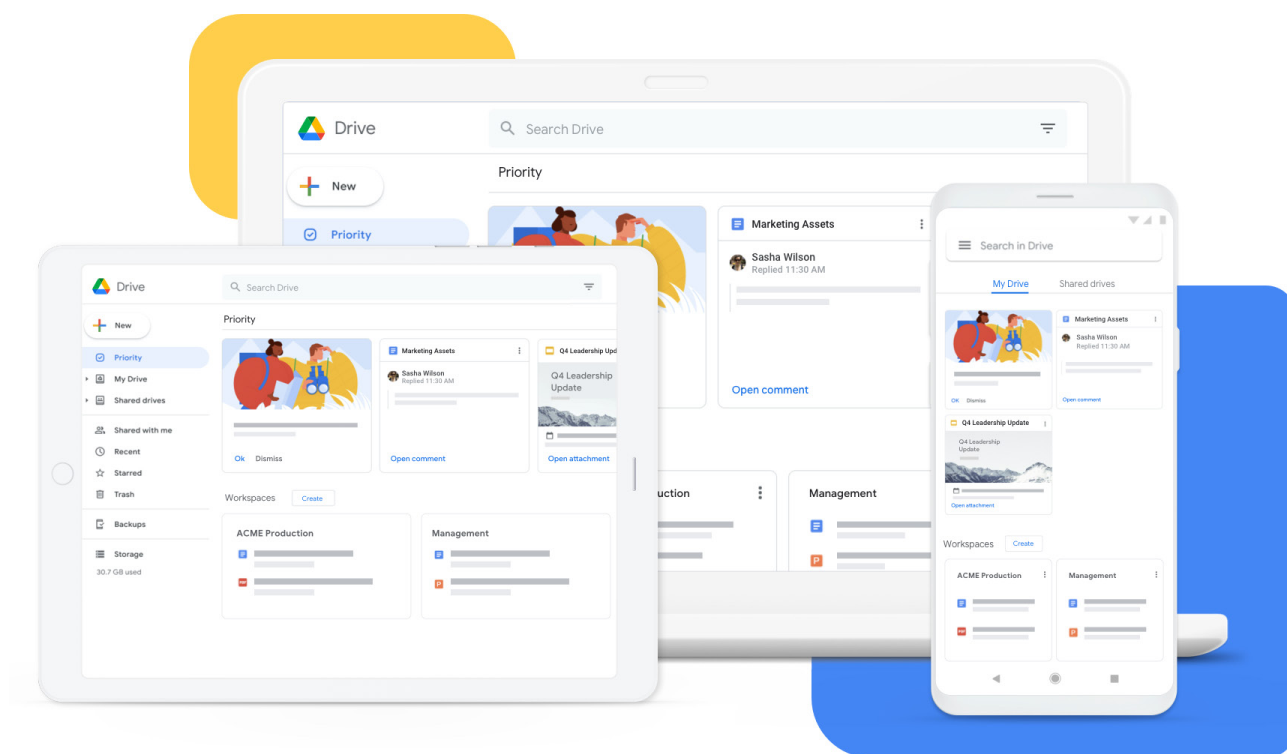 Drive
Search Drive
New
Priority
Priority
Marketing Assets
Sasha Wilson
Replied 11:30 AM
Open comment
uction
Management
P
Drive
Search Drive
New
Priority
My Drive
Shared drives
Shared with me
Recent
Starred
Trash
Backups
Storage
30.7 GB used
Priority
Ok Dismiss
Marketing Assets
Sasha Wilson
Replied 11:30 AM
Open comment
Q4 Leadership Upd
Q4 Leadership
Update
Open attachment
Workspaces Create
ACME Production
PDF
Management
P
Search in Drive
My Drive Shared drives
Ok Dismiss
Marketing Assets
Sasha Wilson
Replied 11:30 AM
Open comment
Q4 Leadership Update
Q4 Leadership
Update
Open attachment
Workspaces Create
ACME Production
PDF
Management
P